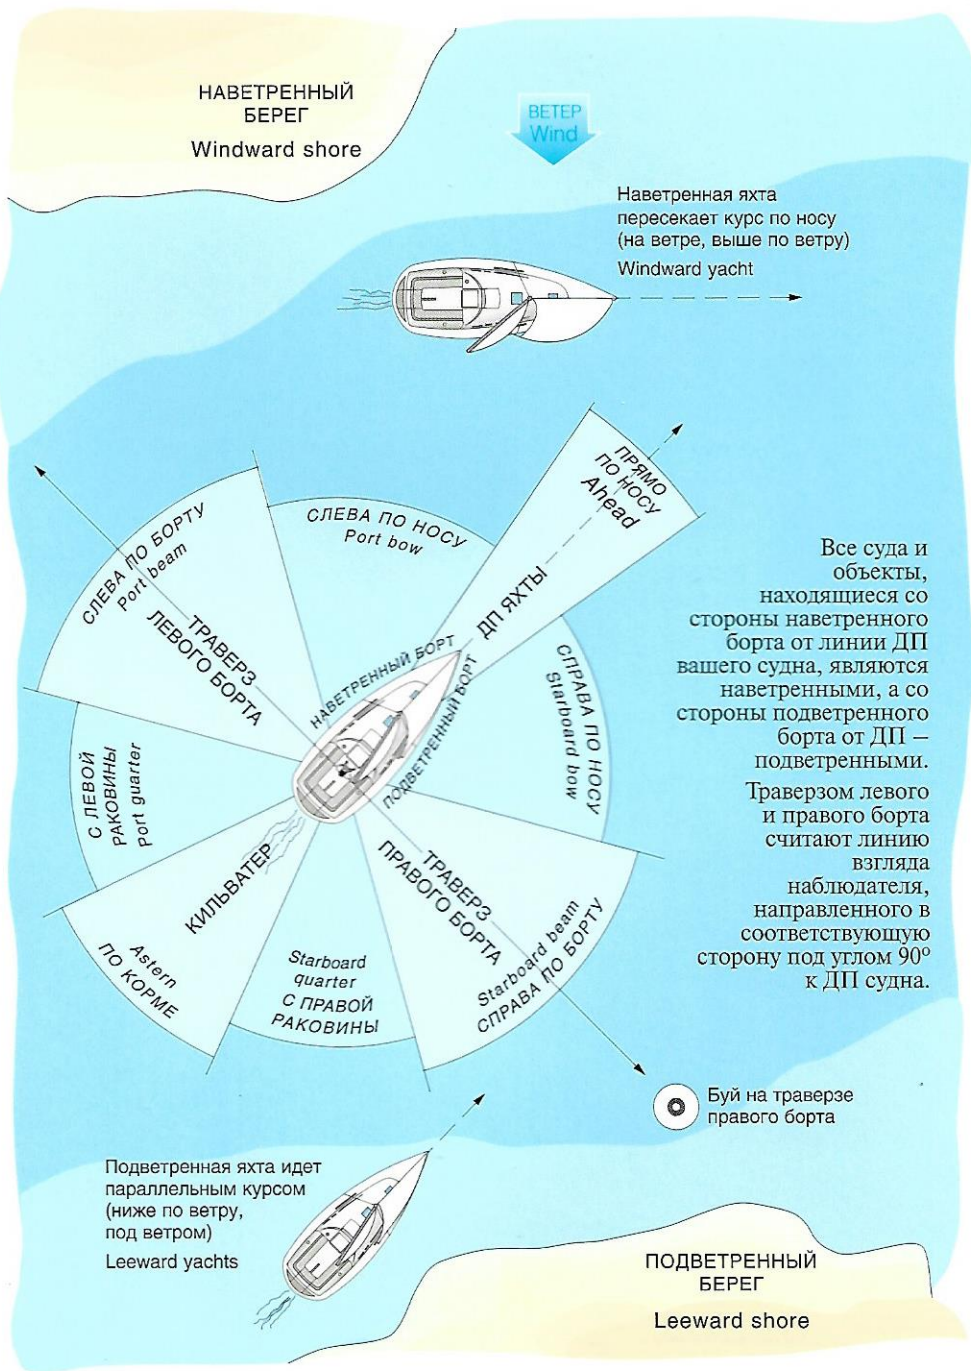 НАВЕТРЕННЫЙ
БЕРЕГ
Windward shore
ВЕТЕР
Wind
Наветренная яхта
пересекает курс по носу
(на ветре, выше по ветру)
Windward yacht
ПРЯМО
ПО НОСУ
Ahead
ДП ЯХТЫ
СЛЕВА ПО НОСУ
Port bow
СЛЕВА ПО БОРТУ
Port beam
ТРАВЕРЗ
ЛЕВОГО БОРТА
НАВЕТРЕННЫЙ БОРТ
ПОДВЕТРЕННЫЙ БОРТ
СПРАВА ПО НОСУ
Starboard bow
С ЛЕВОЙ
РАКОВИНЫ
Port quarter
КИЛЬВАТЕР
Astern
ПО КОРМЕ
Starboard
quarter
С ПРАВОЙ
РАКОВИНЫ
ТРАВЕРЗ
ПРАВОГО БОРТА
Starboard beam
СПРАВА ПО БОРТУ
Все суда и
объекты,
находящиеся со
стороны наветренного
борта от линии ДП
вашего судна, являются
наветренными, а со
стороны подветренного
борта от ДП –
подветренными.
Траверзом левого
и правого борта
считают линию
взгляда
наблюдателя,
направленного в
соответствующую
сторону под углом 90°
к ДП судна.
Буй на траверзе
правого борта
Подветренная яхта идет
параллельным курсом
(ниже по ветру,
под ветром)
Leeward yachts
ПОДВЕТРЕННЫЙ
БЕРЕГ
Leeward shore